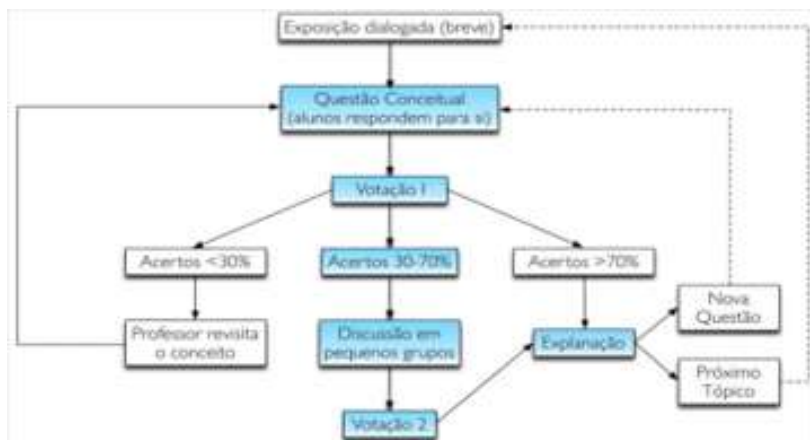 Exposição dialogada (breve)
Questão Conceitual
(alunos respondem para si)
Votação 1
Acertos <30%
Acertos 30-70%
Acertos >70%
Professor revisita
o conceito
Discussão em
pequenos grupos
Explanação
Nova
Questão
Próximo
Tópico
Votação 2